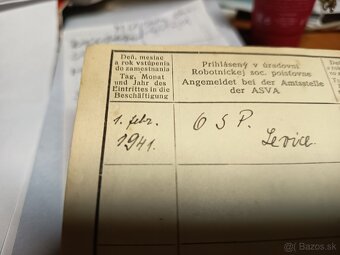 Deň, mesiac
a rok vstúpenia
do zamestnania
Tag, Monat
und Jahr des
Eintrittes in die
Beschäftigung
Prihlásený v úradovni
Robotníckej soc. poisťovne
Angemeldet bei der Amtsstelle
der ASVA
1. febr.
1941.
O S P.
Levice.
bazos.sk